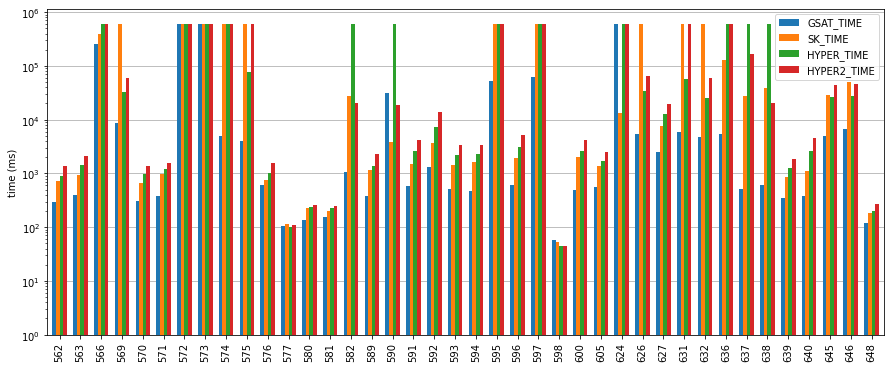 GSAT_TIME
SK_TIME
HYPER_TIME
HYPER2_TIME
time (ms)
10⁶
10⁵
10⁴
10³
10²
10¹
10⁰
562 563 566 569 570 571 572 573 574 575 576 577 580 581 582 589 590 591 592 593 594 595 596 597 598 600 605 624 626 627 631 632 636 637 638 639 640 645 646 648